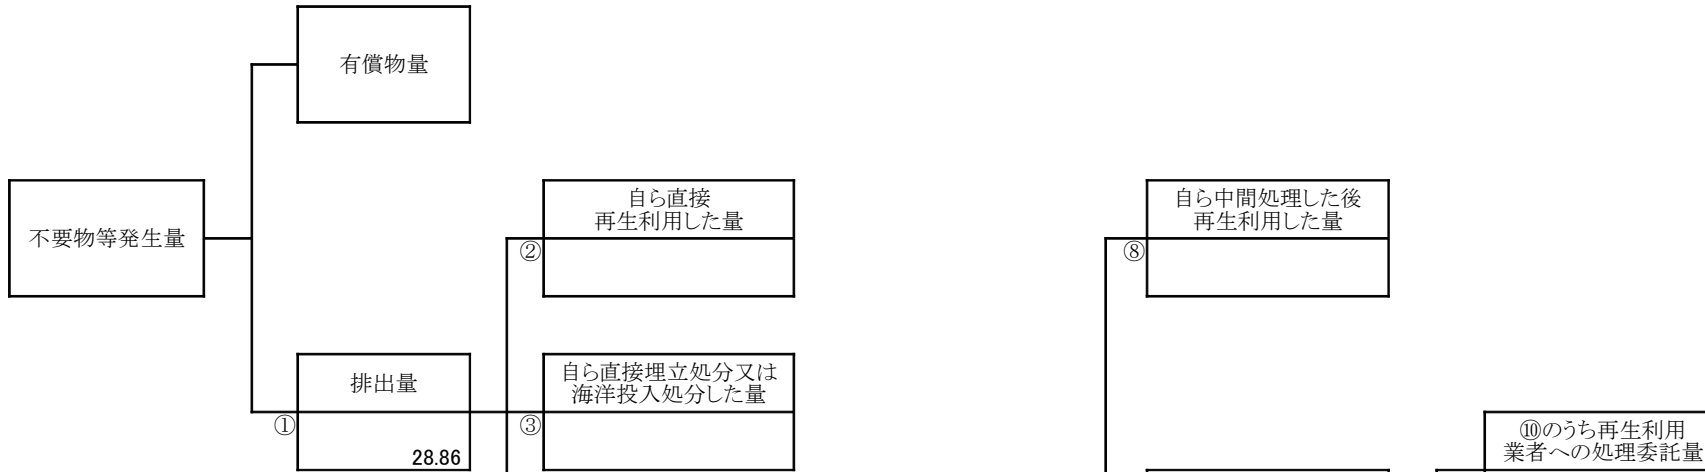 有償物量
不要物等発生量
自ら直接
再生利用した量
②
自ら中間処理した後
再生利用した量
⑧
排出量
①
28.86
自ら直接埋立処分又は
海洋投入処分した量
③
⑩のうち再生利用
業者への処理委託量